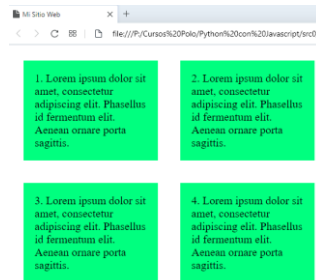 Mi Sitio Web
file:///P:/Cursos%20Polo/Python%20con%20Javascript/src0
1. Lorem ipsum dolor sit
amet, consectetur
adipiscing elit. Phasellus
id fermentum elit.
Aenean ornare porta
sagittis.
2. Lorem ipsum dolor sit
amet, consectetur
adipiscing elit. Phasellus
id fermentum elit.
Aenean ornare porta
sagittis.
3. Lorem ipsum dolor sit
amet, consectetur
adipiscing elit. Phasellus
id fermentum elit.
Aenean ornare porta
sagittis.
4. Lorem ipsum dolor sit
amet, consectetur
adipiscing elit. Phasellus
id fermentum elit.
Aenean ornare porta
sagittis.